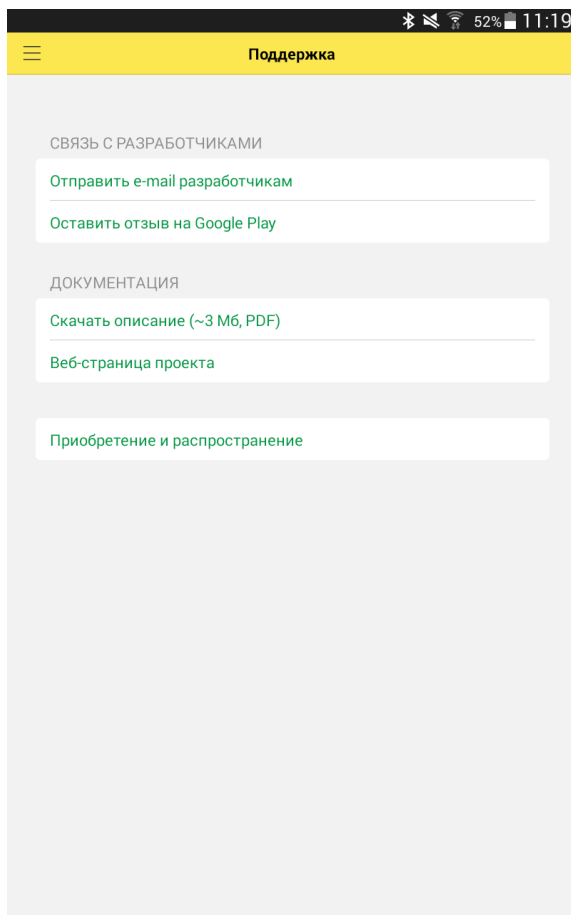 52% 11:19
Поддержка
СВЯЗЬ С РАЗРАБОТЧИКАМИ
Отправить e-mail разработчикам
Оставить отзыв на Google Play
ДОКУМЕНТАЦИЯ
Скачать описание (~3 Мб, PDF)
Веб-страница проекта
Приобретение и распространение